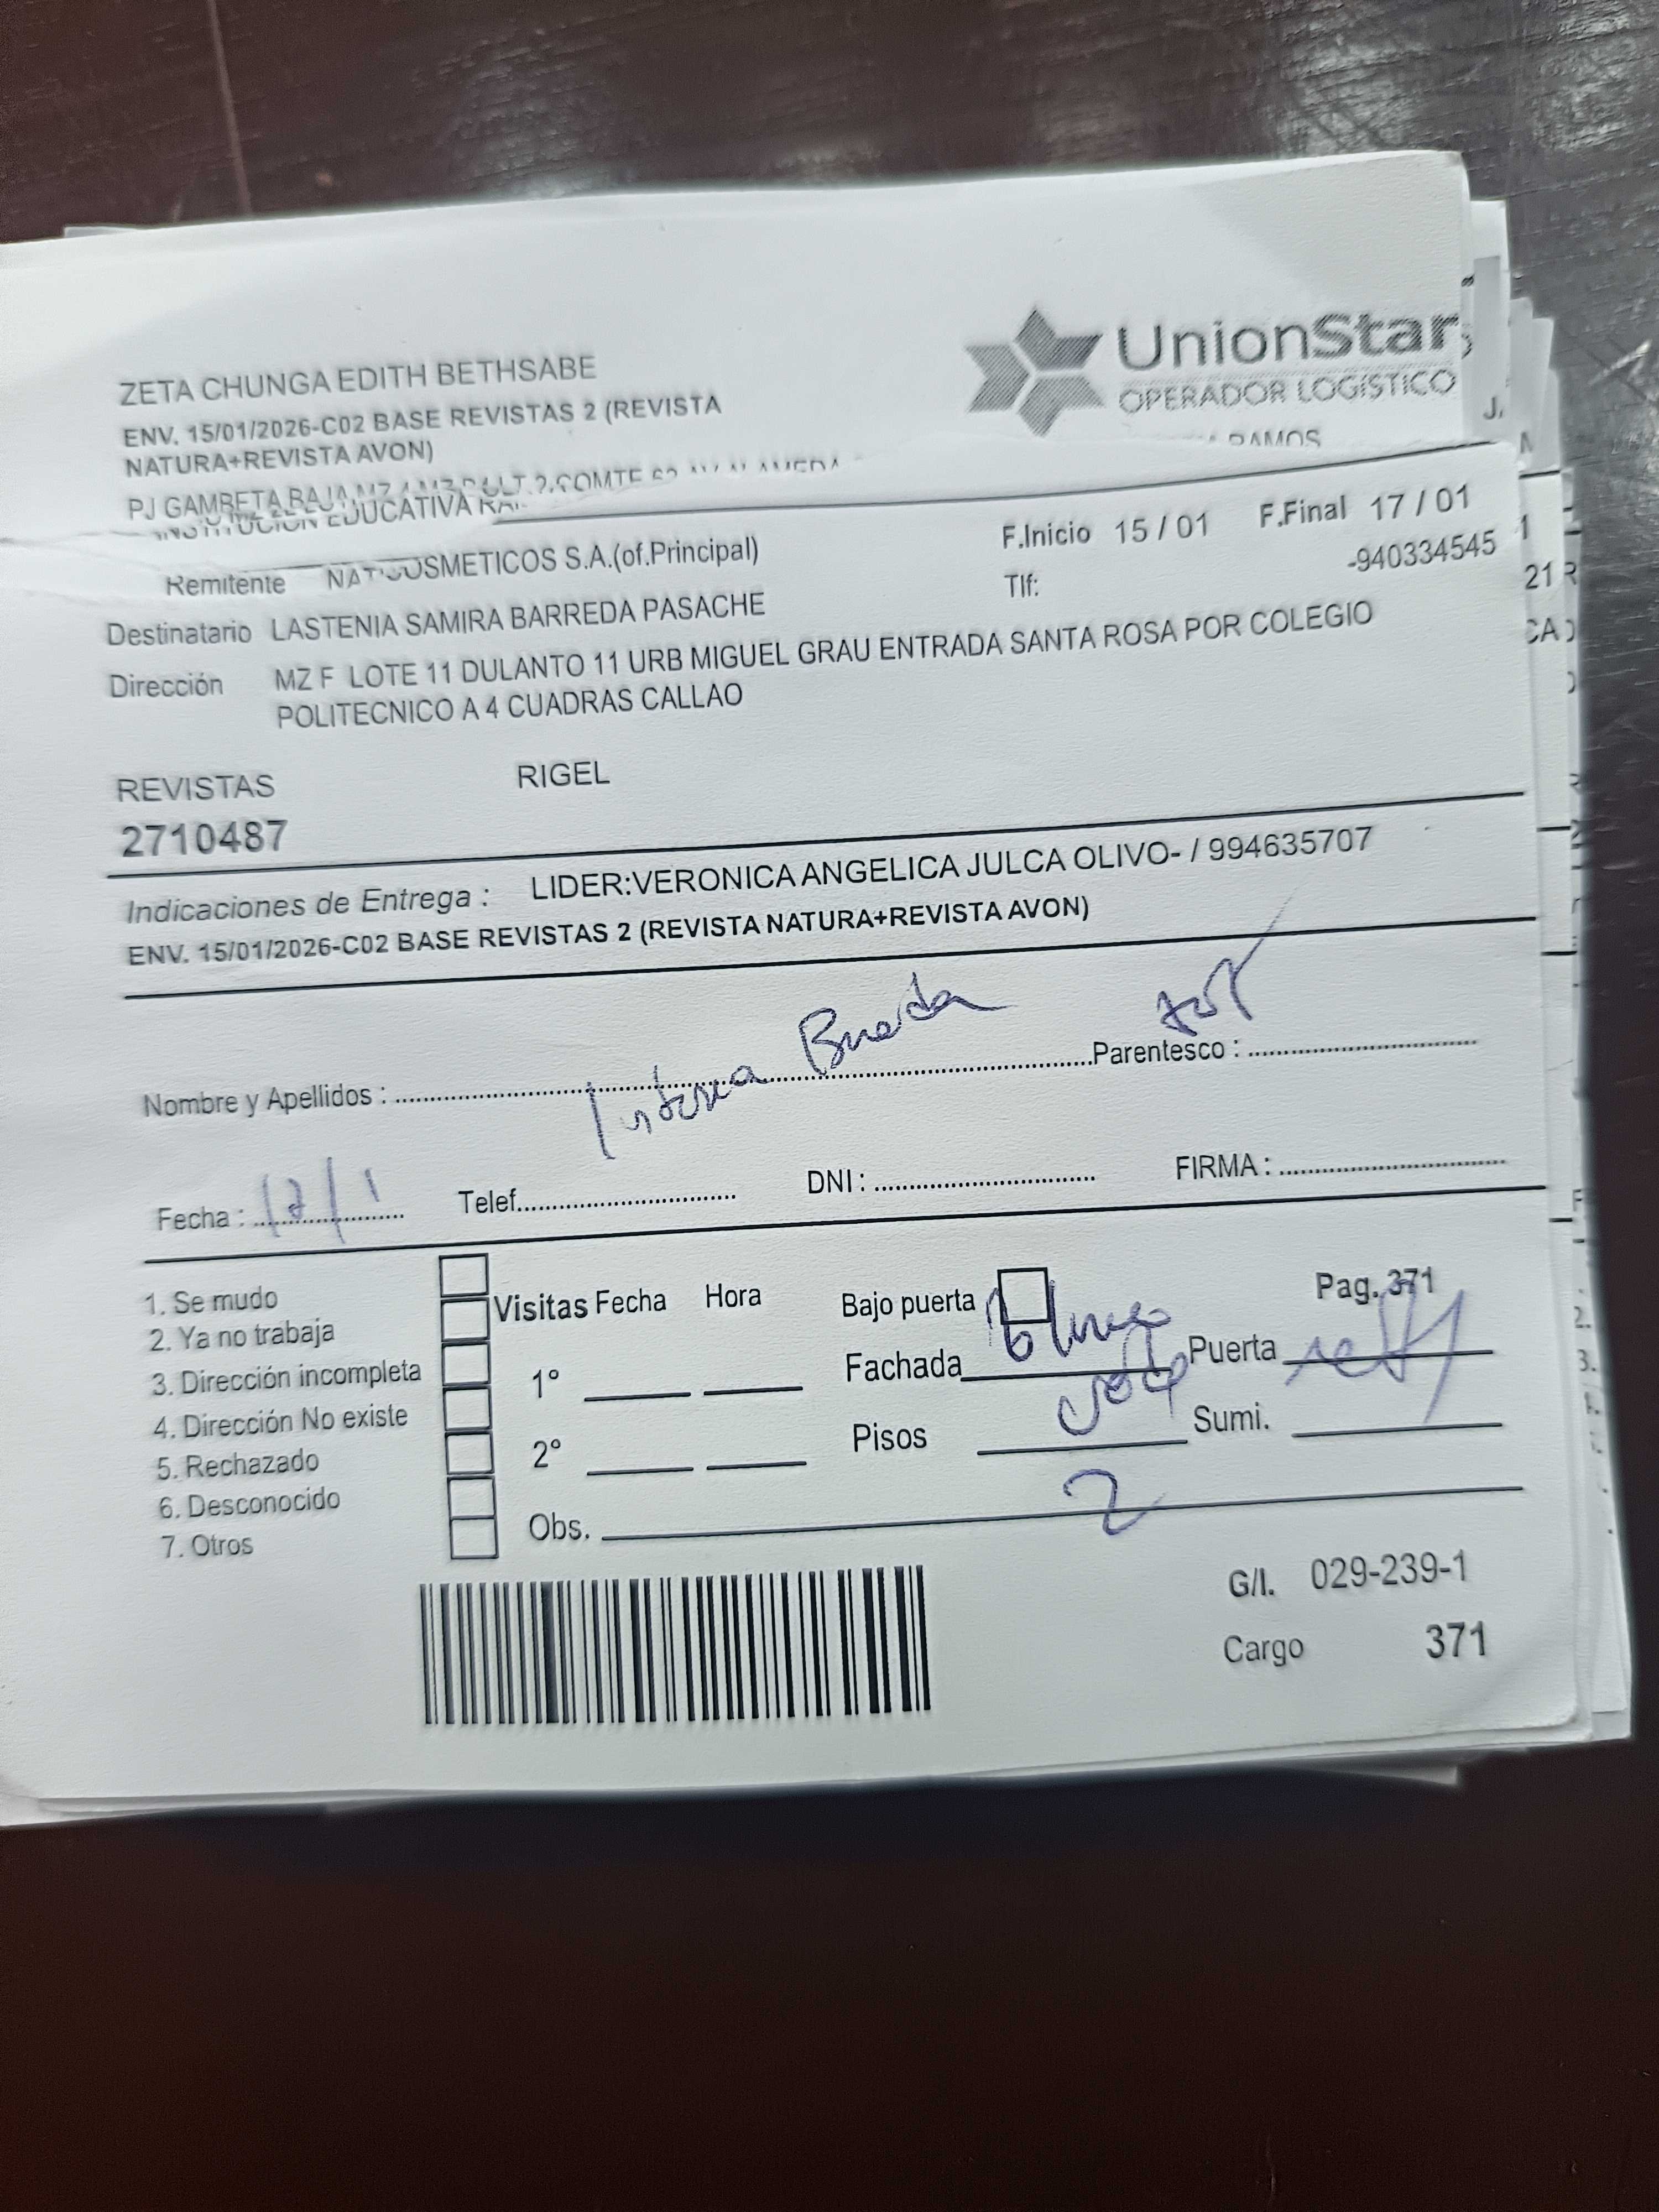 ZETA CHUNGA EDITH BETHSABE
ENV. 15/01/2026-C02 BASE REVISTAS 2 (REVISTA
NATURA+REVISTA AVON)
UnionStar
OPERADOR LOGÍSTICO
RAMOS
PJ GAMBETA BAJA
EDUCATIVA
F.Inicio 15 / 01 F.Final 17 / 01
Remitente S.A.(of.Principal)
Tlf: -940334545
Destinatario LASTENIA SAMIRA BARREDA PASACHE
Dirección MZ F LOTE 11 DULANTO 11 URB MIGUEL GRAU ENTRADA SANTA ROSA POR COLEGIO
POLITECNICO A 4 CUADRAS CALLAO
REVISTAS RIGEL
2710487
Indicaciones de Entrega : LIDER:VERONICA ANGELICA JULCA OLIVO- / 994635707
ENV. 15/01/2026-C02 BASE REVISTAS 2 (REVISTA NATURA+REVISTA AVON)
Nombre y Apellidos : Parentesco :
Fecha : Telef. DNI : FIRMA :
1. Se mudo
2. Ya no trabaja
3. Dirección incompleta
4. Dirección No existe
5. Rechazado
6. Desconocido
7. Otros
Visitas Fecha Hora
1°
2°
Obs.
Bajo puerta Pag. 371
Fachada Puerta
Pisos Sumi.
2
G/I. 029-239-1
Cargo 371